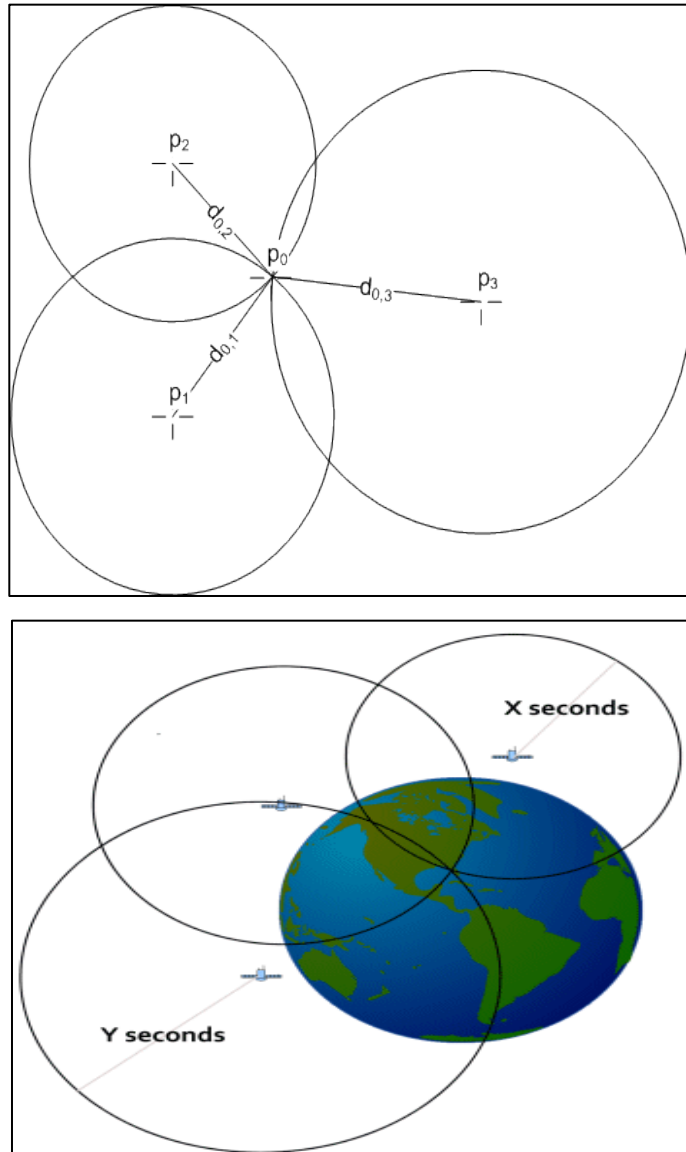 p₂
d₀,₂
p₀
d₀,₃
p₃
d₀,₁
p₁
X seconds
Y seconds